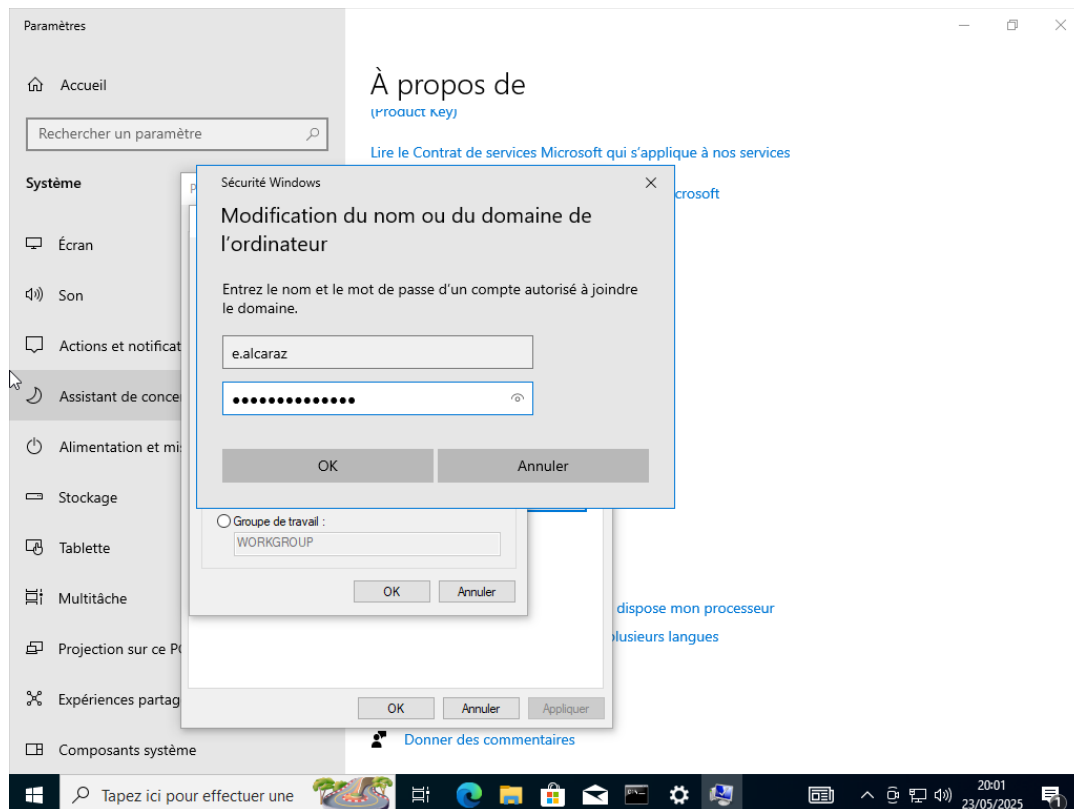 Paramètres
Accueil
Rechercher un paramètre
Système
Écran
Son
Actions et notificat
Assistant de conce
Alimentation et mi
Stockage
Tablette
Multitâche
Projection sur ce P
Expériences partag
Composants système
À propos de
(Product Key)
Lire le Contrat de services Microsoft qui s'applique à nos services
crosoft
Sécurité Windows
Modification du nom ou du domaine de
l'ordinateur
Entrez le nom et le mot de passe d'un compte autorisé à joindre
le domaine.
e.alcaraz
OK Annuler
Groupe de travail :
WORKGROUP
OK Annuler
dispose mon processeur
lusieurs langues
OK Annuler Appliquer
Donner des commentaires
Tapez ici pour effectuer une
20:01
23/05/2025